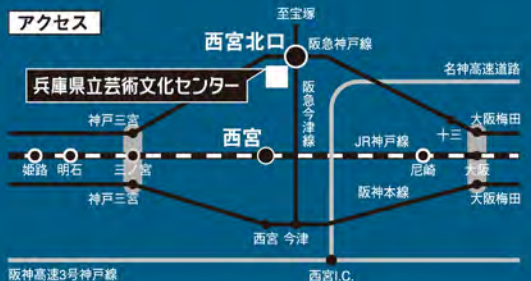 アクセス
至宝塚
西宮北口
阪急神戸線
兵庫県立芸術文化センター
名神高速道路
阪急今津線
神戸三宮
西宮
JR神戸線
十三
大阪梅田
姫路
明石
三ノ宮
尼崎
大阪
神戸三宮
阪神本線
大阪梅田
西宮
今津
阪神高速3号神戸線
西宮I.C.